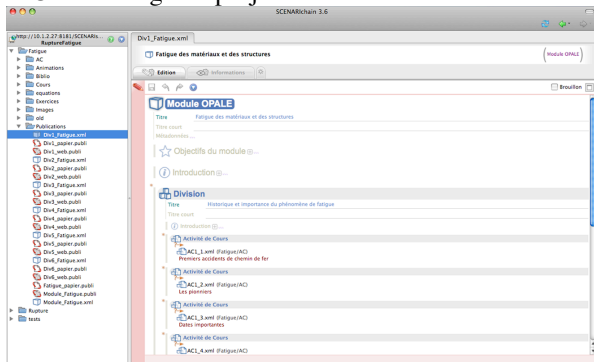 SCENARIchain 3.6
http://10.1.2.27:8181/SCENARIs...
RuptureFatigue
Fatigue
AC
Animations
Biblio
Cours
equations
Exercices
Images
old
Publications
Div1_Fatigue.xml
Div1_papier.publi
Div1_web.publi
Div2_Fatigue.xml
Div2_papier.publi
Div2_web.publi
Div3_Fatigue.xml
Div3_papier.publi
Div3_web.publi
Div4_Fatigue.xml
Div4_papier.publi
Div4_web.publi
Div5_Fatigue.xml
Div5_papier.publi
Div5_web.publi
Div6_Fatigue.xml
Div6_papier.publi
Div6_web.publi
Fatigue_papier.publi
Module_Fatigue.publi
Module_Fatigue.xml
Rupture
tests
Div1_Fatigue.xml
Fatigue des matériaux et des structures
Module OPALE
Edition
Informations
Brouillon
Module OPALE
Titre Fatigue des matériaux et des structures
Titre court
Métadonnées ...
Objectifs du module ...
Introduction ...
Division
Titre Historique et importance du phénomène de fatigue
Titre court
Introduction ...
Activité de Cours
AC1_1.xml (Fatigue/AC)
Premiers accidents de chemin de fer
Activité de Cours
AC1_2.xml (Fatigue/AC)
Les pionniers
Activité de Cours
AC1_3.xml (Fatigue/AC)
Dates importantes
Activité de Cours
AC1_4.xml (Fatigue/AC)